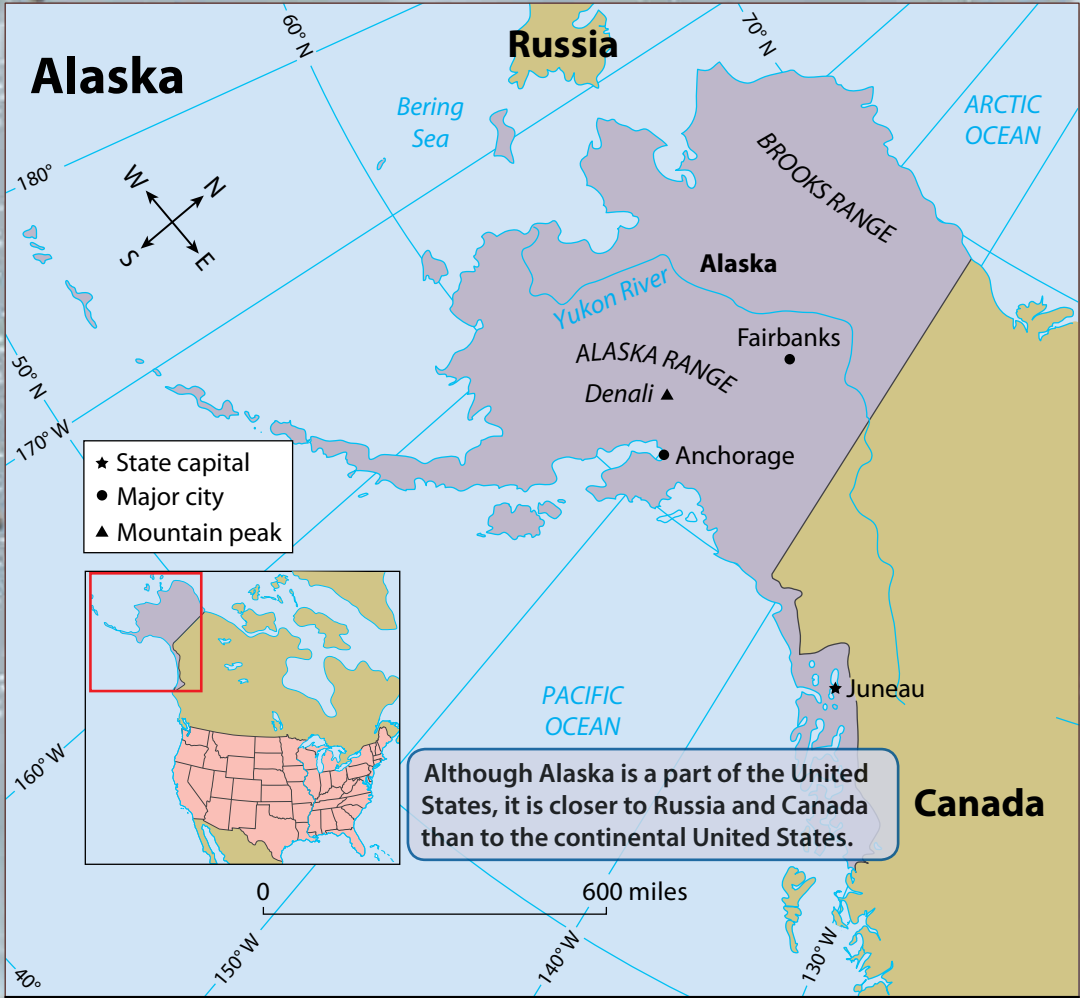 Alaska
Russia
60° N
70° N
Bering
Sea
ARCTIC
OCEAN
180°
W
N
S
E
BROOKS RANGE
Alaska
Yukon River
Fairbanks
ALASKA RANGE
Denali
Anchorage
50° N
170° W
State capital
Major city
Mountain peak
PACIFIC
OCEAN
Juneau
160° W
Although Alaska is a part of the United
States, it is closer to Russia and Canada
than to the continental United States.
Canada
0 600 miles
40°
150° W
140° W
130° W